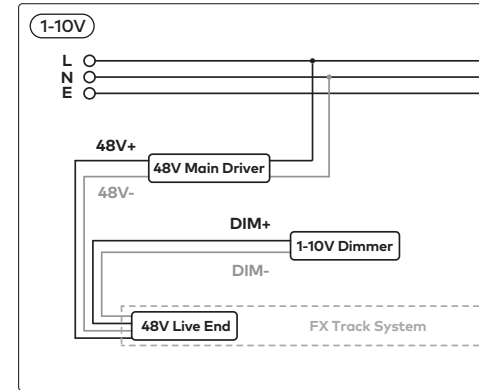 1-10V
L
N
E
48V+
48V Main Driver
48V-
DIM+
1-10V Dimmer
DIM-
48V Live End
FX Track System